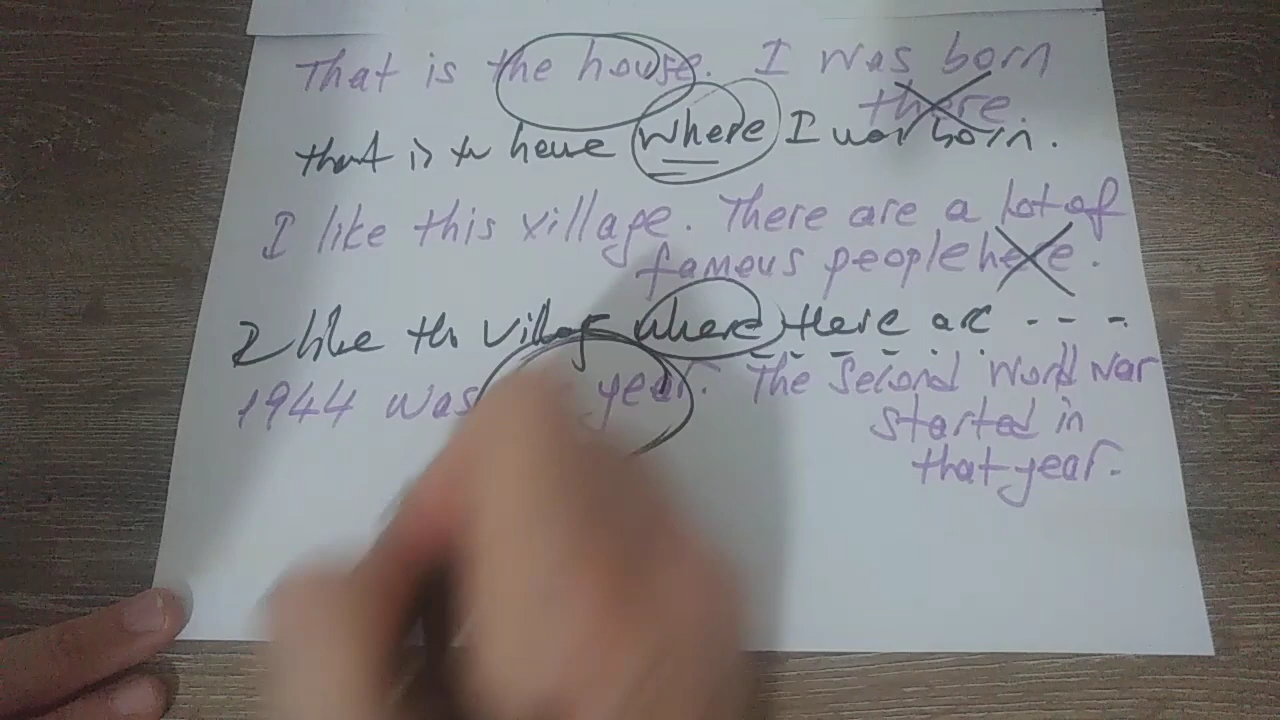 That is the house. I was born
there.
that is th house where I was born.
I like this village. There are a lot of
famous people here.
I like th village where there are ----
1944 was year. The Second World War
started in
that year.